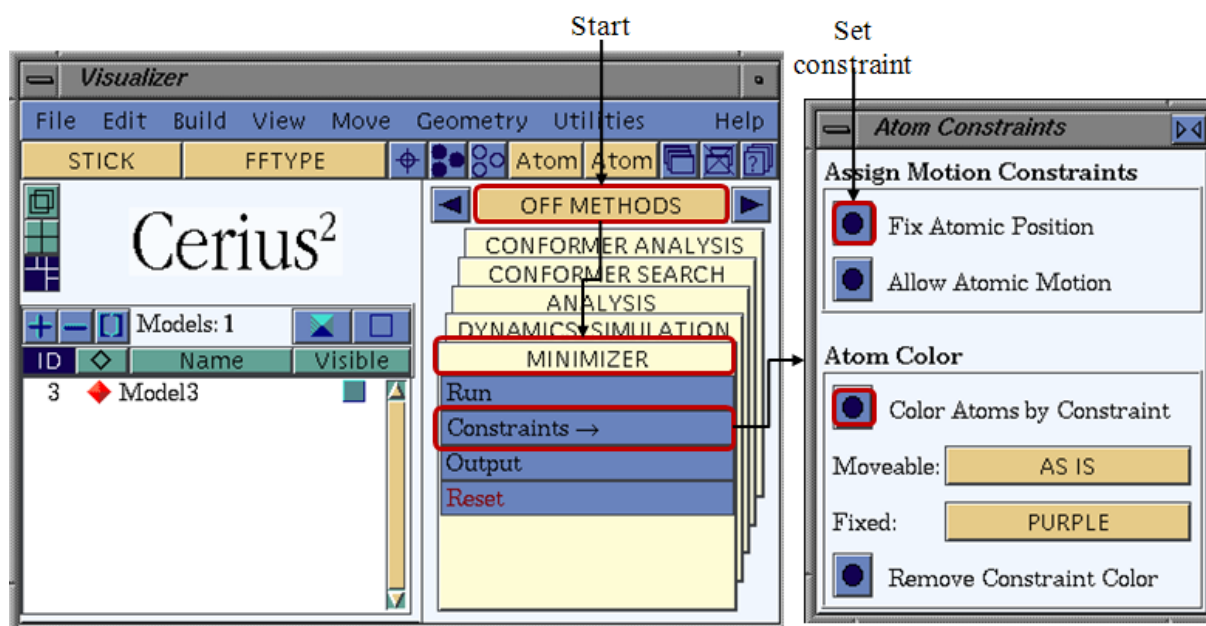 Start
Set
constraint
Visualizer
File Edit Build View Move Geometry Utilities Help
STICK FFTYPE Atom Atom
OFF METHODS
Cerius2
CONFORMER ANALYSIS
CONFORMER SEARCH
ANALYSIS
DYNAMICS SIMULATION
MINIMIZER
Models: 1
ID Name Visible
3 Model3
Run
Constraints →
Output
Reset
Atom Constraints
Assign Motion Constraints
Fix Atomic Position
Allow Atomic Motion
Atom Color
Color Atoms by Constraint
Moveable: AS IS
Fixed: PURPLE
Remove Constraint Color